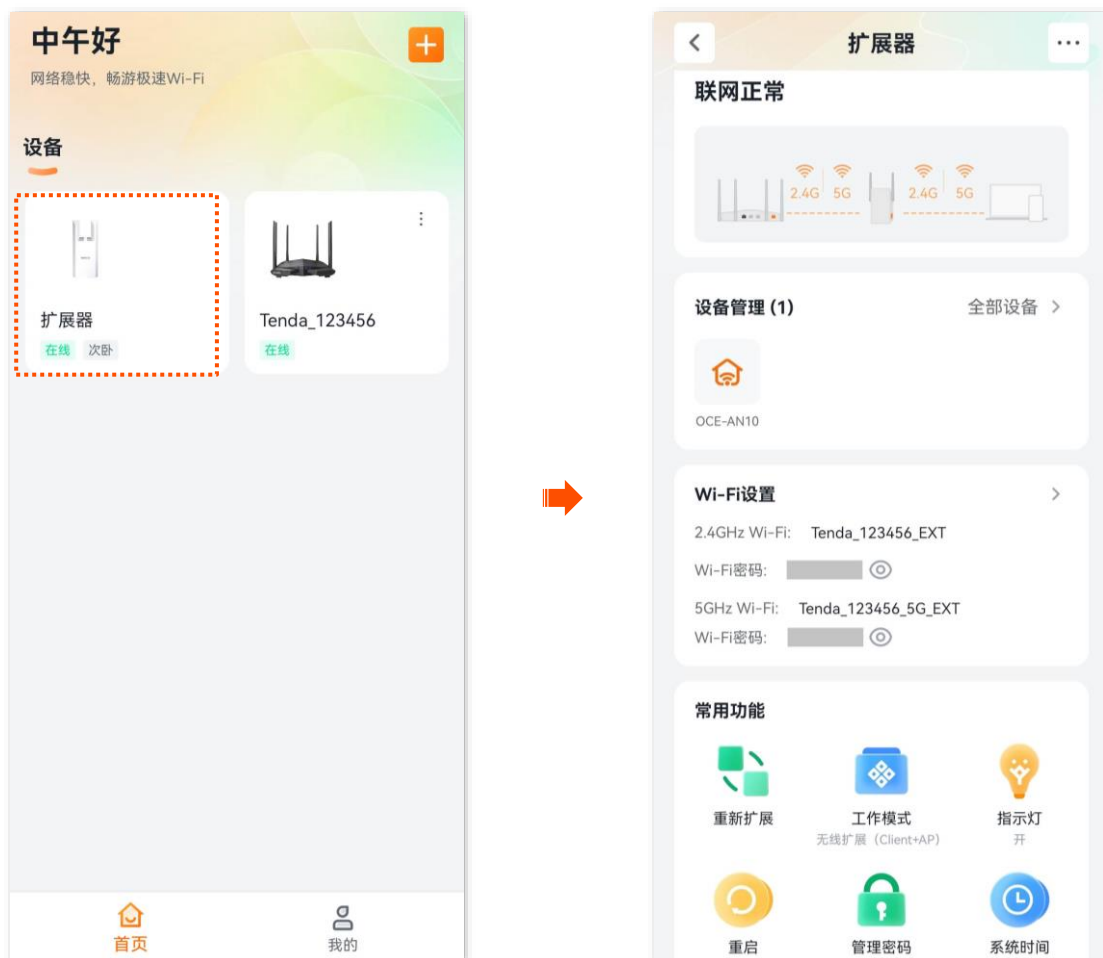 中午好
网络稳快，畅游极速Wi-Fi
设备
扩展器
在线 次卧
Tenda_123456
在线
首页
我的
扩展器
联网正常
2.4G 5G
2.4G 5G
设备管理 (1)
全部设备
OCE-AN10
Wi-Fi设置
2.4GHz Wi-Fi: Tenda_123456_EXT
Wi-Fi密码:
5GHz Wi-Fi: Tenda_123456_5G_EXT
Wi-Fi密码:
常用功能
重新扩展
工作模式
无线扩展（Client+AP）
指示灯
开
重启
管理密码
系统时间